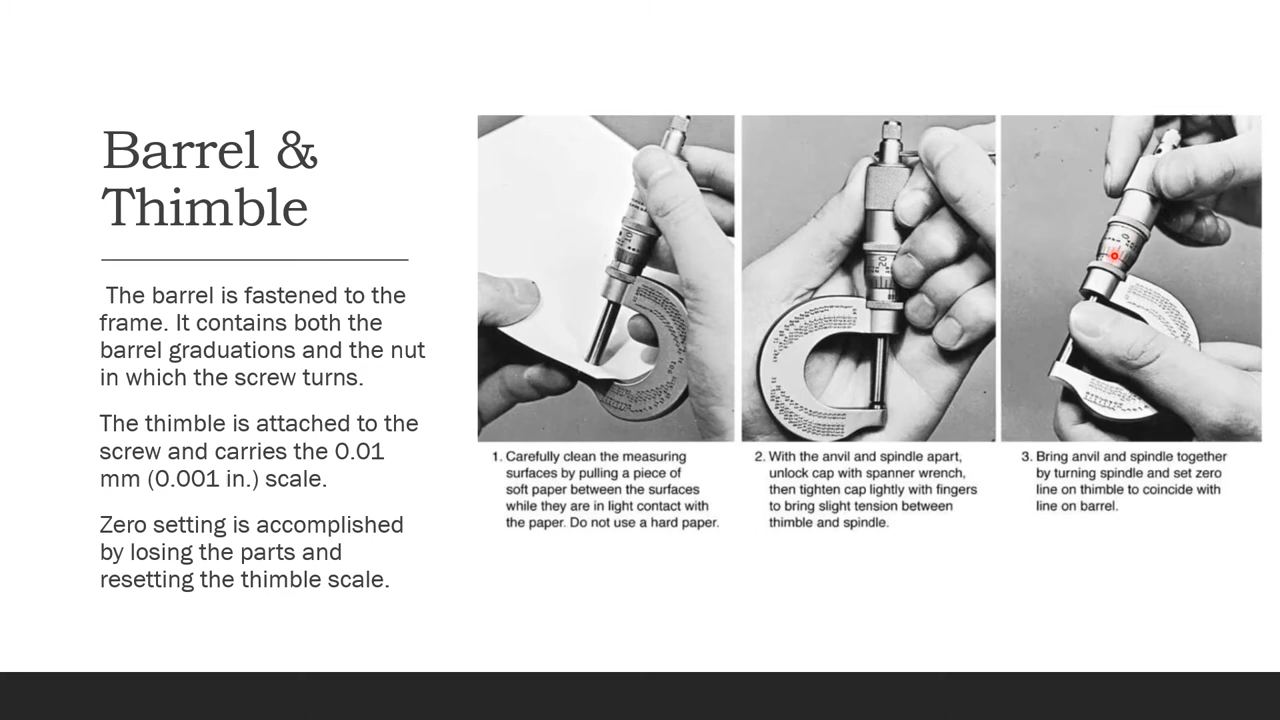 Barrel &
Thimble
The barrel is fastened to the
frame. It contains both the
barrel graduations and the nut
in which the screw turns.
The thimble is attached to the
screw and carries the 0.01
mm (0.001 in.) scale.
Zero setting is accomplished
by losing the parts and
resetting the thimble scale.
1. Carefully clean the measuring
surfaces by pulling a piece of
soft paper between the surfaces
while they are in light contact with
the paper. Do not use a hard paper.
2. With the anvil and spindle apart,
unlock cap with spanner wrench,
then tighten cap lightly with fingers
to bring slight tension between
thimble and spindle.
3. Bring anvil and spindle together
by turning spindle and set zero
line on thimble to coincide with
line on barrel.